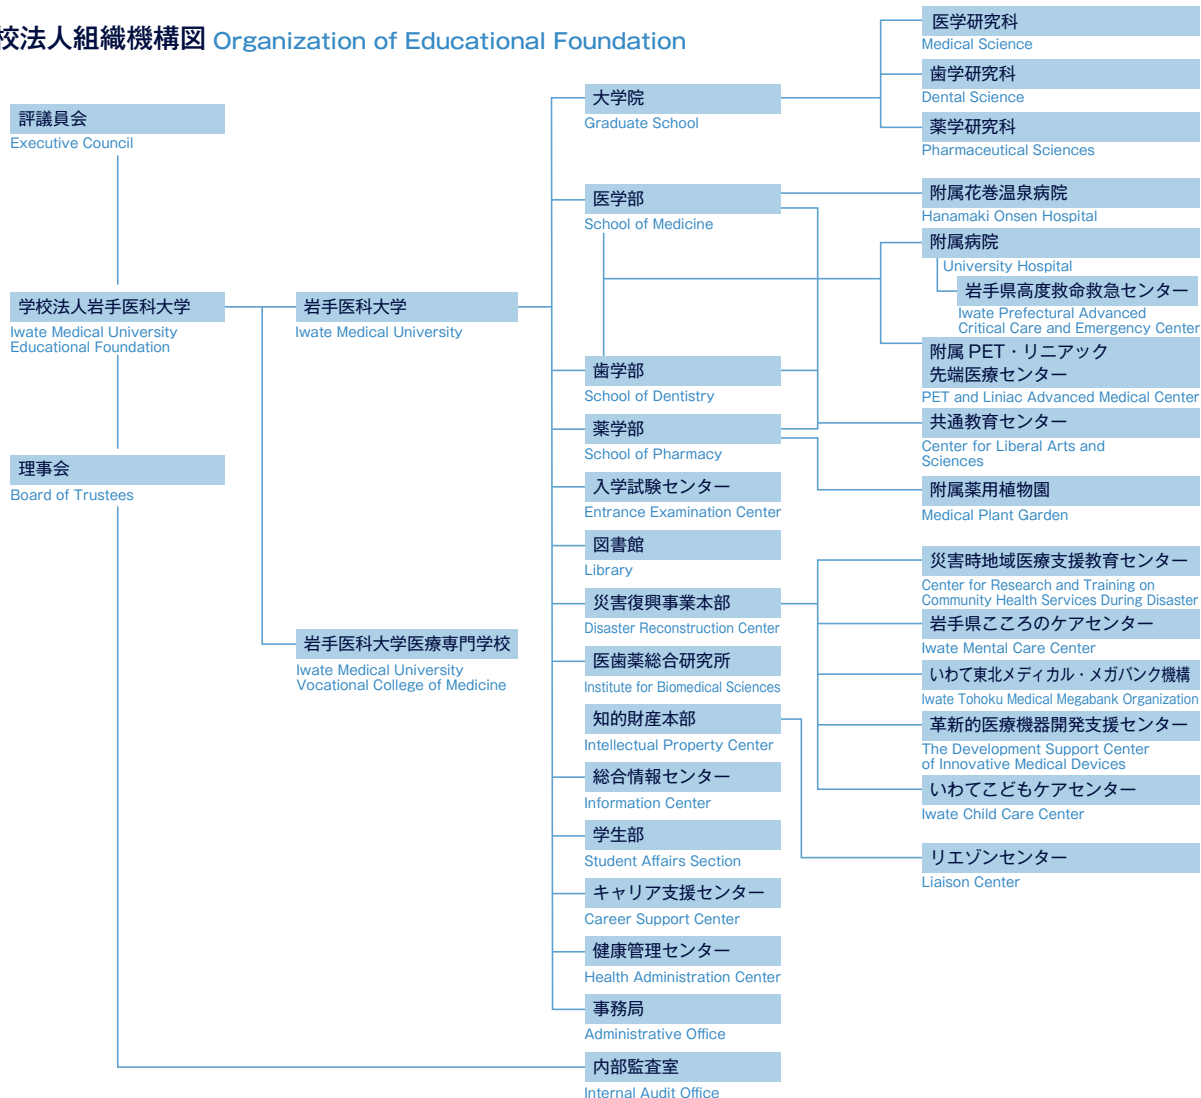 校法人組織機構図 Organization of Educational Foundation
評議員会
Executive Council
学校法人岩手医科大学
Iwate Medical University
Educational Foundation
理事会
Board of Trustees
岩手医科大学
Iwate Medical University
岩手医科大学医療専門学校
Iwate Medical University
Vocational College of Medicine
大学院
Graduate School
医学部
School of Medicine
歯学部
School of Dentistry
薬学部
School of Pharmacy
入学試験センター
Entrance Examination Center
図書館
Library
災害復興事業本部
Disaster Reconstruction Center
医歯薬総合研究所
Institute for Biomedical Sciences
知的財産本部
Intellectual Property Center
総合情報センター
Information Center
学生部
Student Affairs Section
キャリア支援センター
Career Support Center
健康管理センター
Health Administration Center
事務局
Administrative Office
内部監査室
Internal Audit Office
医学研究科
Medical Science
歯学研究科
Dental Science
薬学研究科
Pharmaceutical Sciences
附属花巻温泉病院
Hanamaki Onsen Hospital
附属病院
University Hospital
岩手県高度救命救急センター
Iwate Prefectural Advanced
Critical Care and Emergency Center
附属 PET・リニアック
先端医療センター
PET and Liniac Advanced Medical Center
共通教育センター
Center for Liberal Arts and
Sciences
附属薬用植物園
Medical Plant Garden
災害時地域医療支援教育センター
Center for Research and Training on
Community Health Services During Disaster
岩手県こころのケアセンター
Iwate Mental Care Center
いわて東北メディカル・メガバンク機構
Iwate Tohoku Medical Megabank Organization
革新的医療機器開発支援センター
The Development Support Center
of Innovative Medical Devices
いわてこどもケアセンター
Iwate Child Care Center
リエゾンセンター
Liaison Center